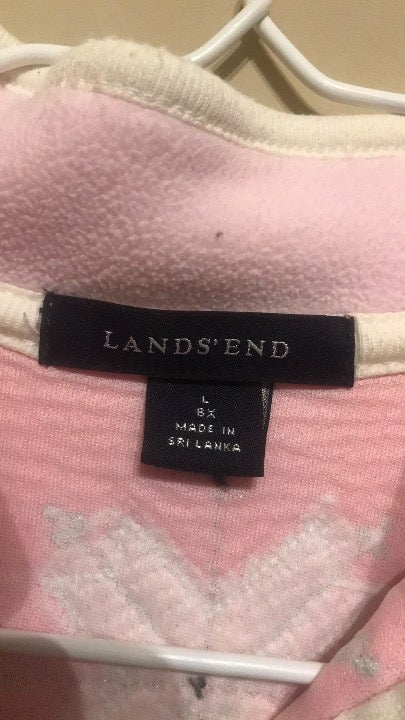 LANDS' END
L
6X
MADE IN
SRI LANKA